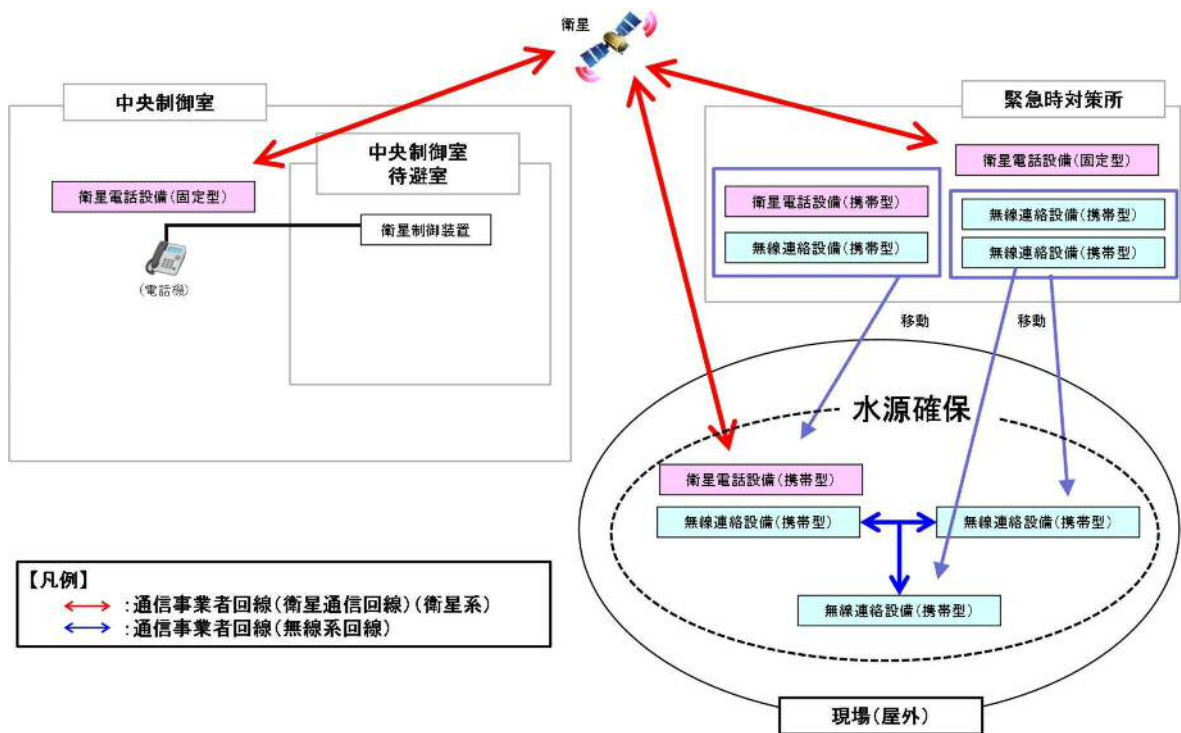 衛星
中央制御室
中央制御室
待避室
衛星電話設備(固定型)
衛星制御装置
(電話機)
緊急時対策所
衛星電話設備(固定型)
衛星電話設備(携帯型)
無線連絡設備(携帯型)
無線連絡設備(携帯型)
無線連絡設備(携帯型)
移動
移動
水源確保
衛星電話設備(携帯型)
無線連絡設備(携帯型)
無線連絡設備(携帯型)
無線連絡設備(携帯型)
現場(屋外)
【凡例】
:通信事業者回線(衛星通信回線)(衛星系)
:通信事業者回線(無線系回線)